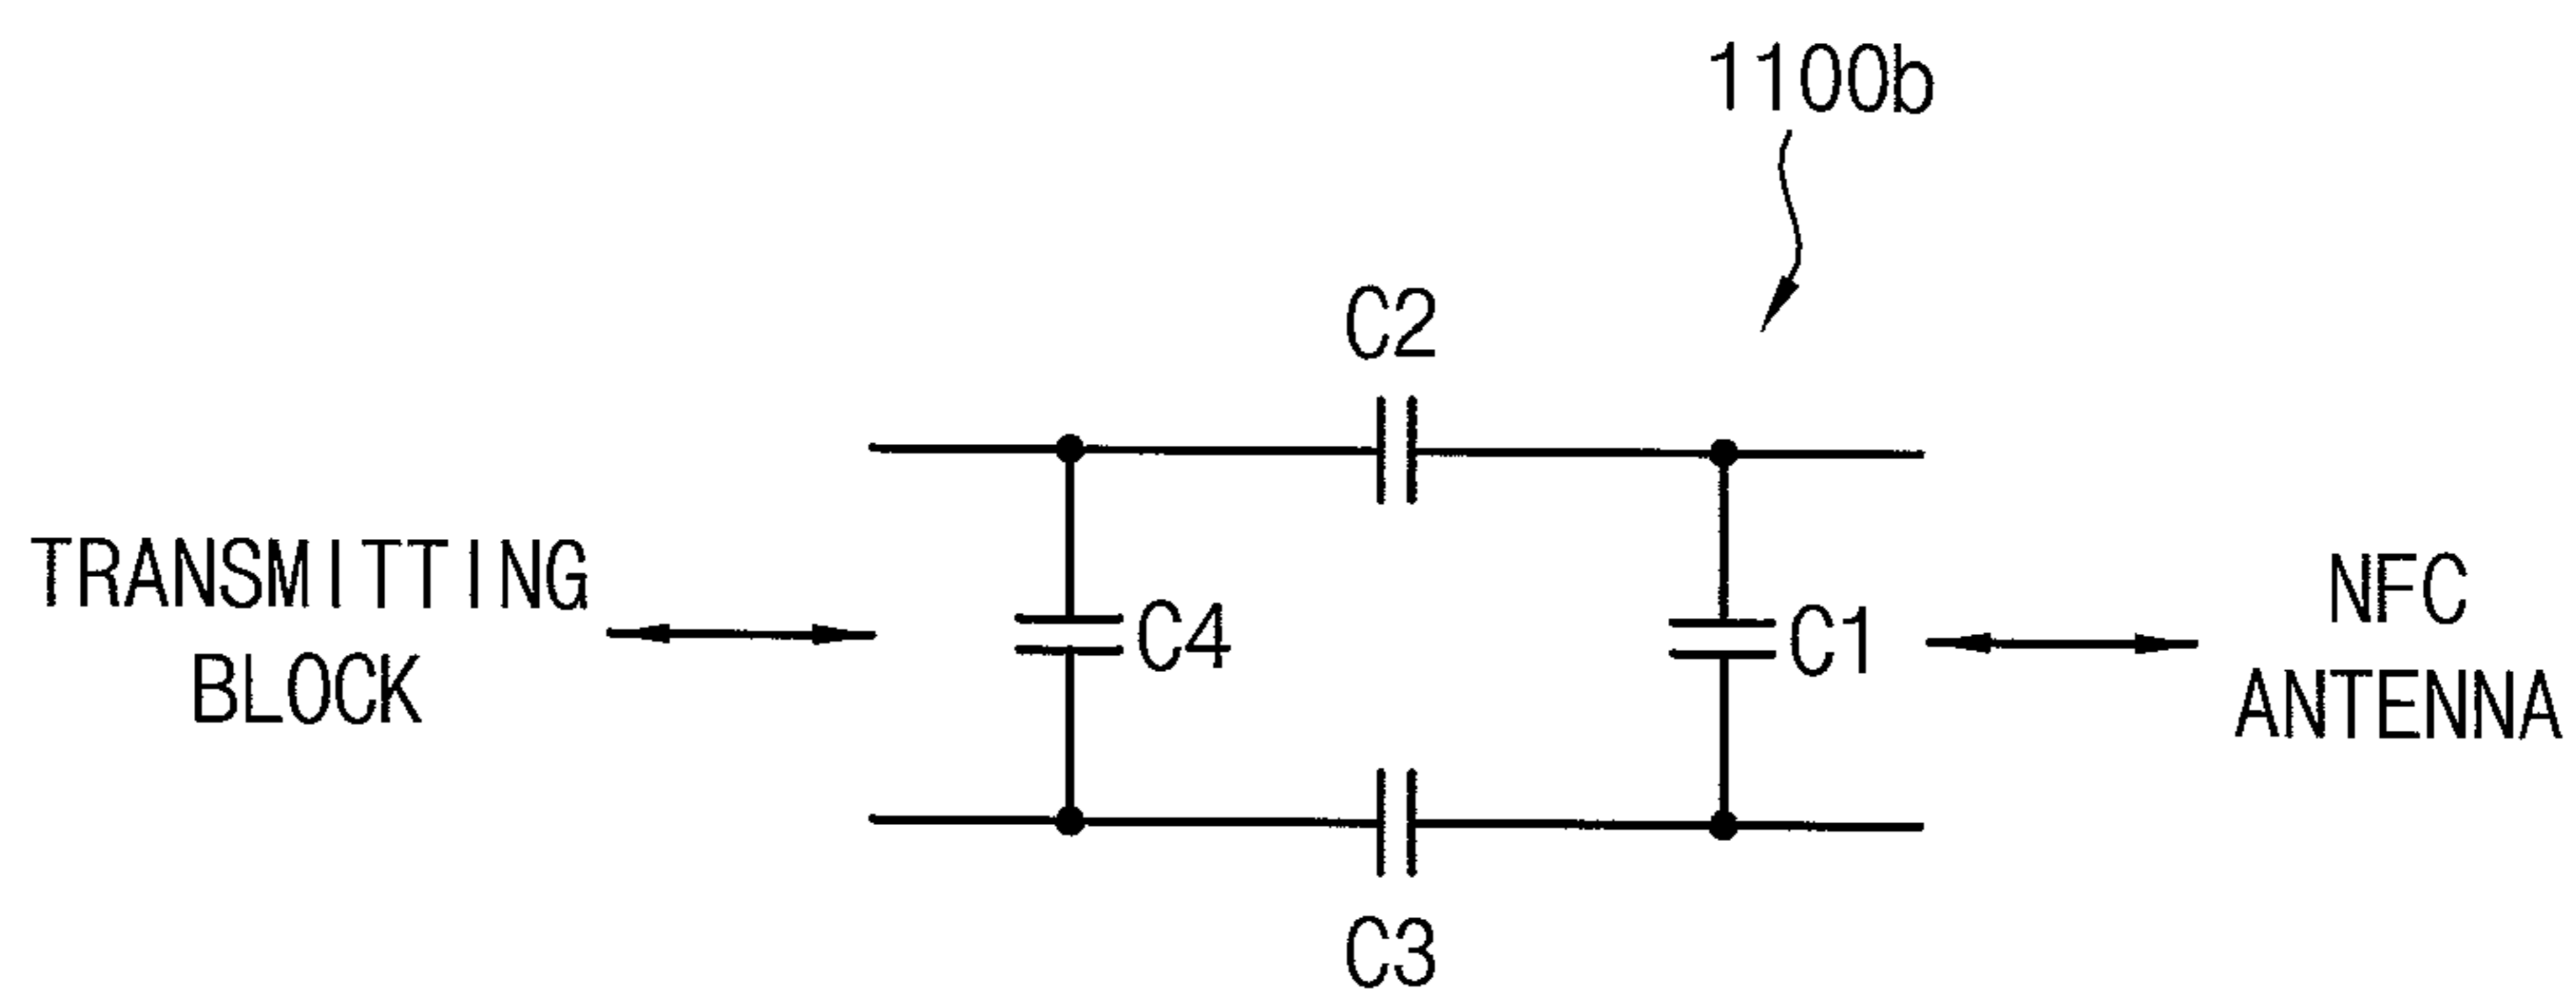 1100b
C2
TRANSMITTING
BLOCK
C4
C1
NFC
ANTENNA
C3